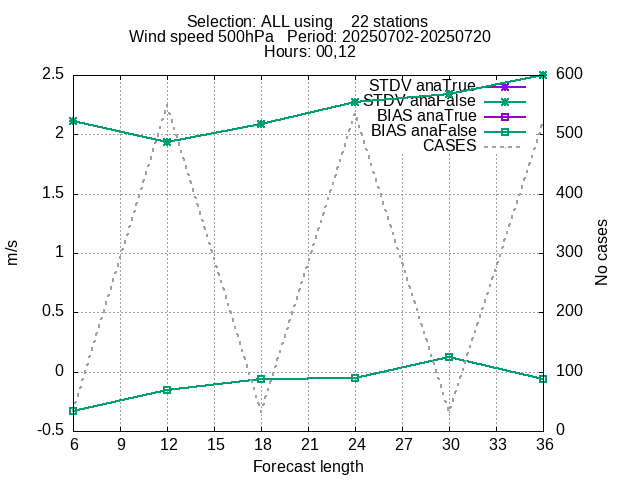 Selection: ALL using    22 stations
Wind speed 500hPa   Period: 20250702-20250720
Hours: 00,12
STDV anaTrue
STDV anaFalse
BIAS anaTrue
BIAS anaFalse
CASES
2.5
2
1.5
1
0.5
0
-0.5
m/s
600
500
400
300
200
100
0
No cases
6 9 12 15 18 21 24 27 30 33 36
Forecast length